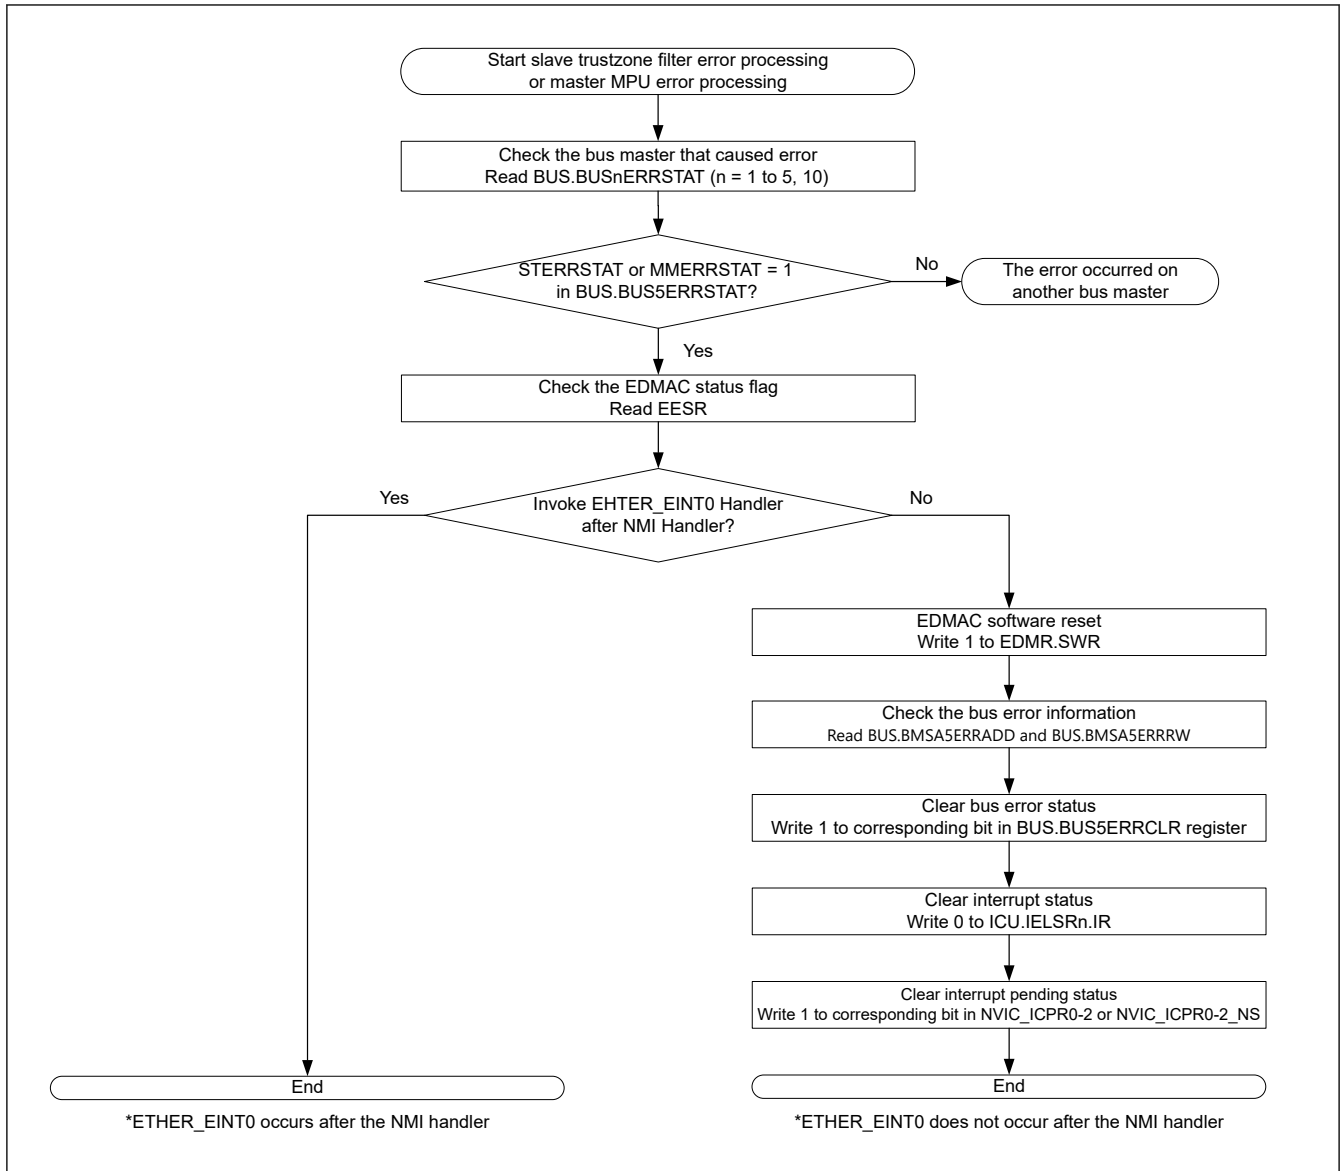 Start slave trustzone filter error processing
or master MPU error processing
Check the bus master that caused error
Read BUS.BUSnERRSTAT (n = 1 to 5, 10)
STERRSTAT or MMERRSTAT = 1
in BUS.BUS5ERRSTAT?
No
The error occurred on
another bus master
Yes
Check the EDMAC status flag
Read EESR
Yes
Invoke EHTER_EINT0 Handler
after NMI Handler?
No
EDMAC software reset
Write 1 to EDMR.SWR
Check the bus error information
Read BUS.BMSA5ERRADD and BUS.BMSA5ERRRW
Clear bus error status
Write 1 to corresponding bit in BUS.BUS5ERRCLR register
Clear interrupt status
Write 0 to ICU.IELSRn.IR
Clear interrupt pending status
Write 1 to corresponding bit in NVIC_ICPR0-2 or NVIC_ICPR0-2_NS
End
End
*ETHER_EINT0 occurs after the NMI handler
*ETHER_EINT0 does not occur after the NMI handler